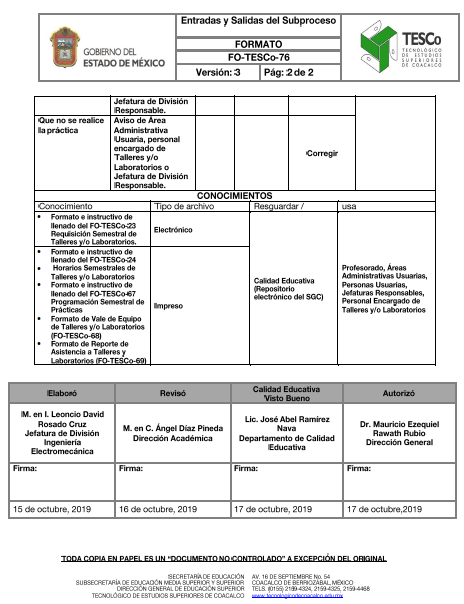 Entradas y Salidas del Subproceso
FORMATO
FO-TESCo-76
Versión: 3
Pág: 2 de 2
GOBIERNO DEL
ESTADO DE MÉXICO
TESCo
TECNOLÓGICO
DE ESTUDIOS
SUPERIORES
DE COACALCO
Jefatura de División
Responsable.
Que no se realice
la práctica
Aviso de Área
Administrativa
Usuaria, personal
encargado de
Talleres y/o
Laboratorios o
Jefatura de División
Responsable.
Corregir
CONOCIMIENTOS
Conocimiento
Tipo de archivo
Resguardar /
usa
• Formato e instructivo de
llenado del FO-TESCo-23
Requisición Semestral de
Talleres y/o Laboratorios.
Electrónico
• Formato e instructivo de
llenado del FO-TESCo-24
• Horarios Semestrales de
Talleres y/o Laboratorios
• Formato e instructivo de
llenado del FO-TESCo-67
Programación Semestral de
Prácticas
• Formato de Vale de Equipo
de Talleres y/o Laboratorios
(FO-TESCo-68)
• Formato de Reporte de
Asistencia a Talleres y
Laboratorios (FO-TESCo-69)
Impreso
Calidad Educativa
(Repositorio
electrónico del SGC)
Profesorado, Áreas
Administrativas Usuarias,
Personas Usuarias,
Jefaturas Responsables,
Personal Encargado de
Talleres y/o Laboratorios
Elaboró
Revisó
Calidad Educativa
Visto Bueno
Autorizó
M. en I. Leoncio David
Rosado Cruz
Jefatura de División
Ingeniería
Electromecánica
M. en C. Ángel Díaz Pineda
Dirección Académica
Lic. José Abel Ramírez
Nava
Departamento de Calidad
Educativa
Dr. Mauricio Ezequiel
Rawath Rubio
Dirección General
Firma:
Firma:
Firma:
Firma:
15 de octubre, 2019
16 de octubre, 2019
17 de octubre, 2019
17 de octubre,2019
TODA COPIA EN PAPEL ES UN “DOCUMENTO NO CONTROLADO” A EXCEPCIÓN DEL ORIGINAL
SECRETARÍA DE EDUCACIÓN
SUBSECRETARÍA DE EDUCACIÓN MEDIA SUPERIOR Y SUPERIOR
DIRECCIÓN GENERAL DE EDUCACIÓN SUPERIOR
TECNOLÓGICO DE ESTUDIOS SUPERIORES DE COACALCO
AV. 16 DE SEPTIEMBRE No. 54
COACALCO DE BERRIOZÁBAL, MÉXICO
TELS. (0155) 2159-4324, 2159-4325, 2159-4468
www.tecnologicodecoacalco.edu.mx